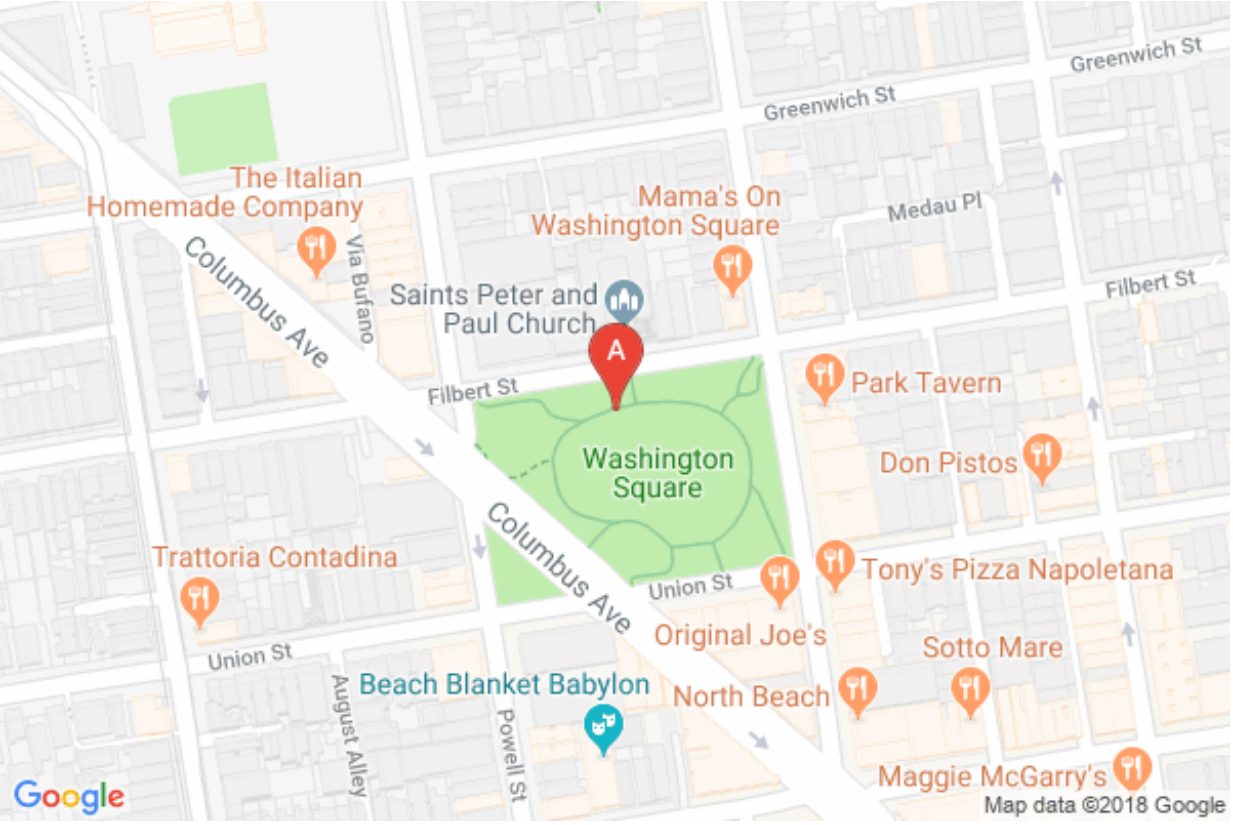 Greenwich St
Greenwich St
The Italian
Homemade Company
Mama's On
Washington Square
Medau Pl
Columbus Ave
Via Bufano
Saints Peter and
Paul Church
Filbert St
A
Filbert St
Park Tavern
Washington
Square
Don Pistos
Columbus Ave
Trattoria Contadina
Union St
Tony's Pizza Napoletana
Original Joe's
Union St
Sotto Mare
Beach Blanket Babylon
North Beach
August Alley
Powell St
Maggie McGarry's
Google
Map data ©2018 Google